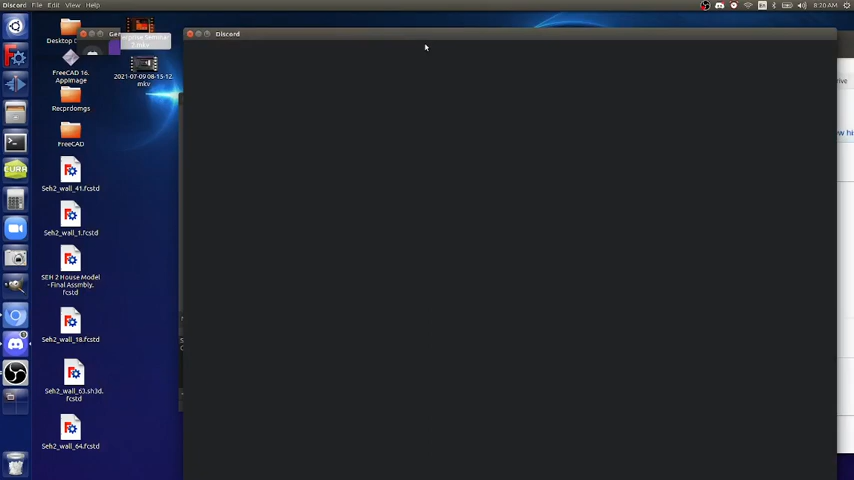 Discord File Edit View Help
8:20 AM
Desktop
Ge
Discord
FreeCAD 16.
AppImage
2021-07-09 08-15-12.
mkv
Recprdomgs
FreeCAD
Seh2_wall_41.fcstd
Seh2_wall_1.fcstd
SEH 2 House Model
- Final Assmbly.
fcstd
Seh2_wall_18.fcstd
Seh2_wall_63.sh3d.
fcstd
Seh2_wall_64.fcstd
CURA